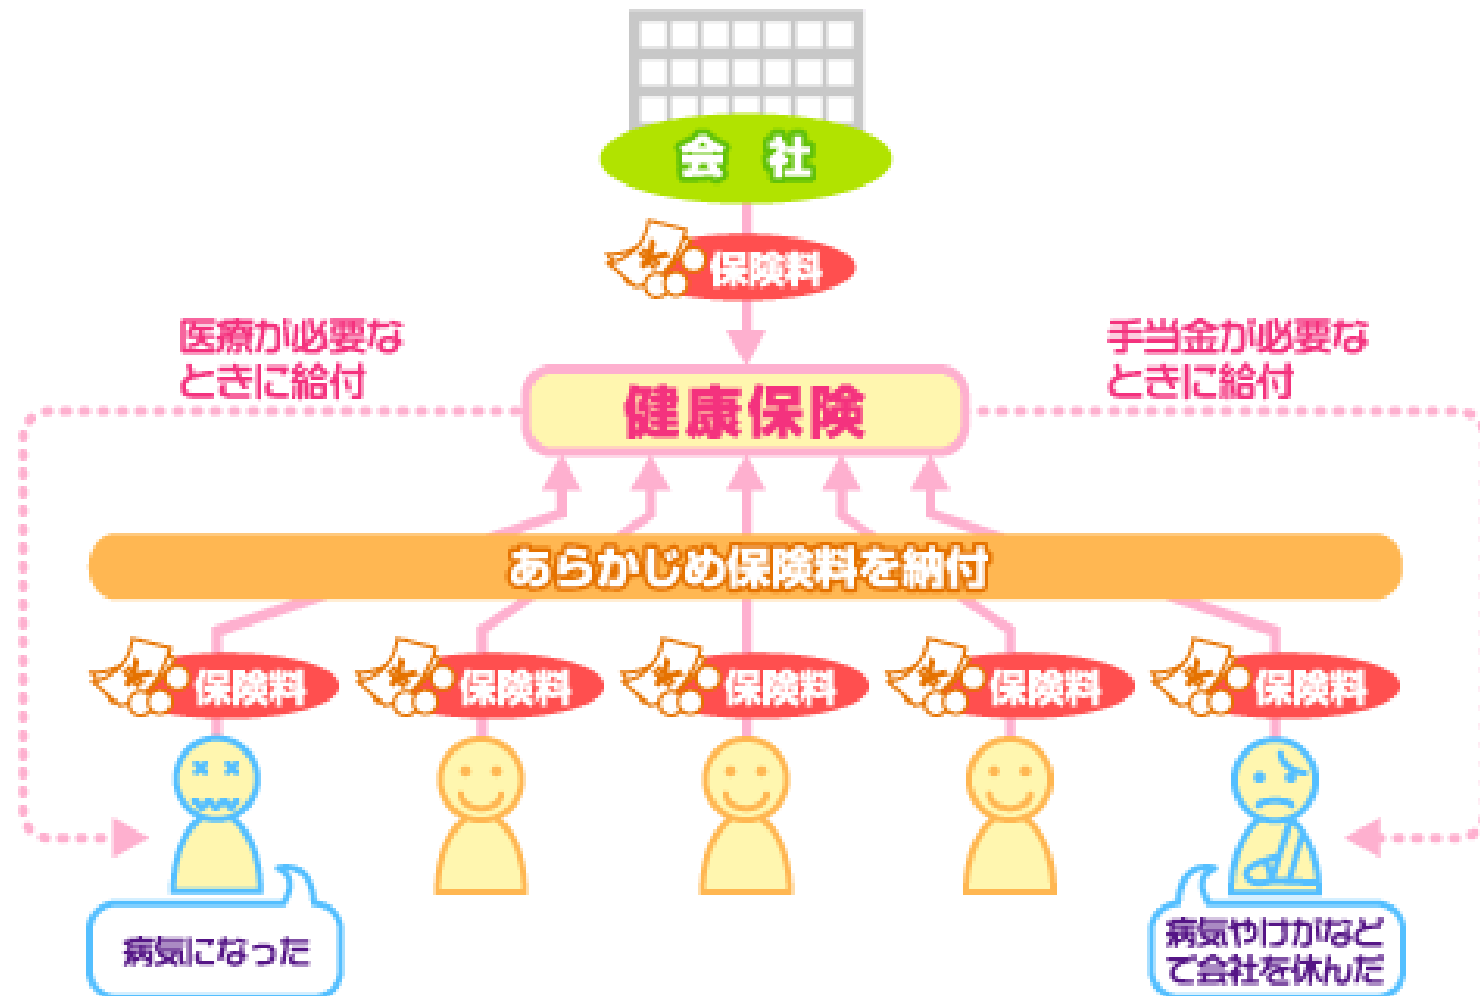 会社
保険料
医療が必要な
ときに給付
手当金が必要な
ときに給付
健康保険
あらかじめ保険料を納付
保険料
保険料
保険料
保険料
保険料
病気になった
病気やけがなど
で会社を休んだ